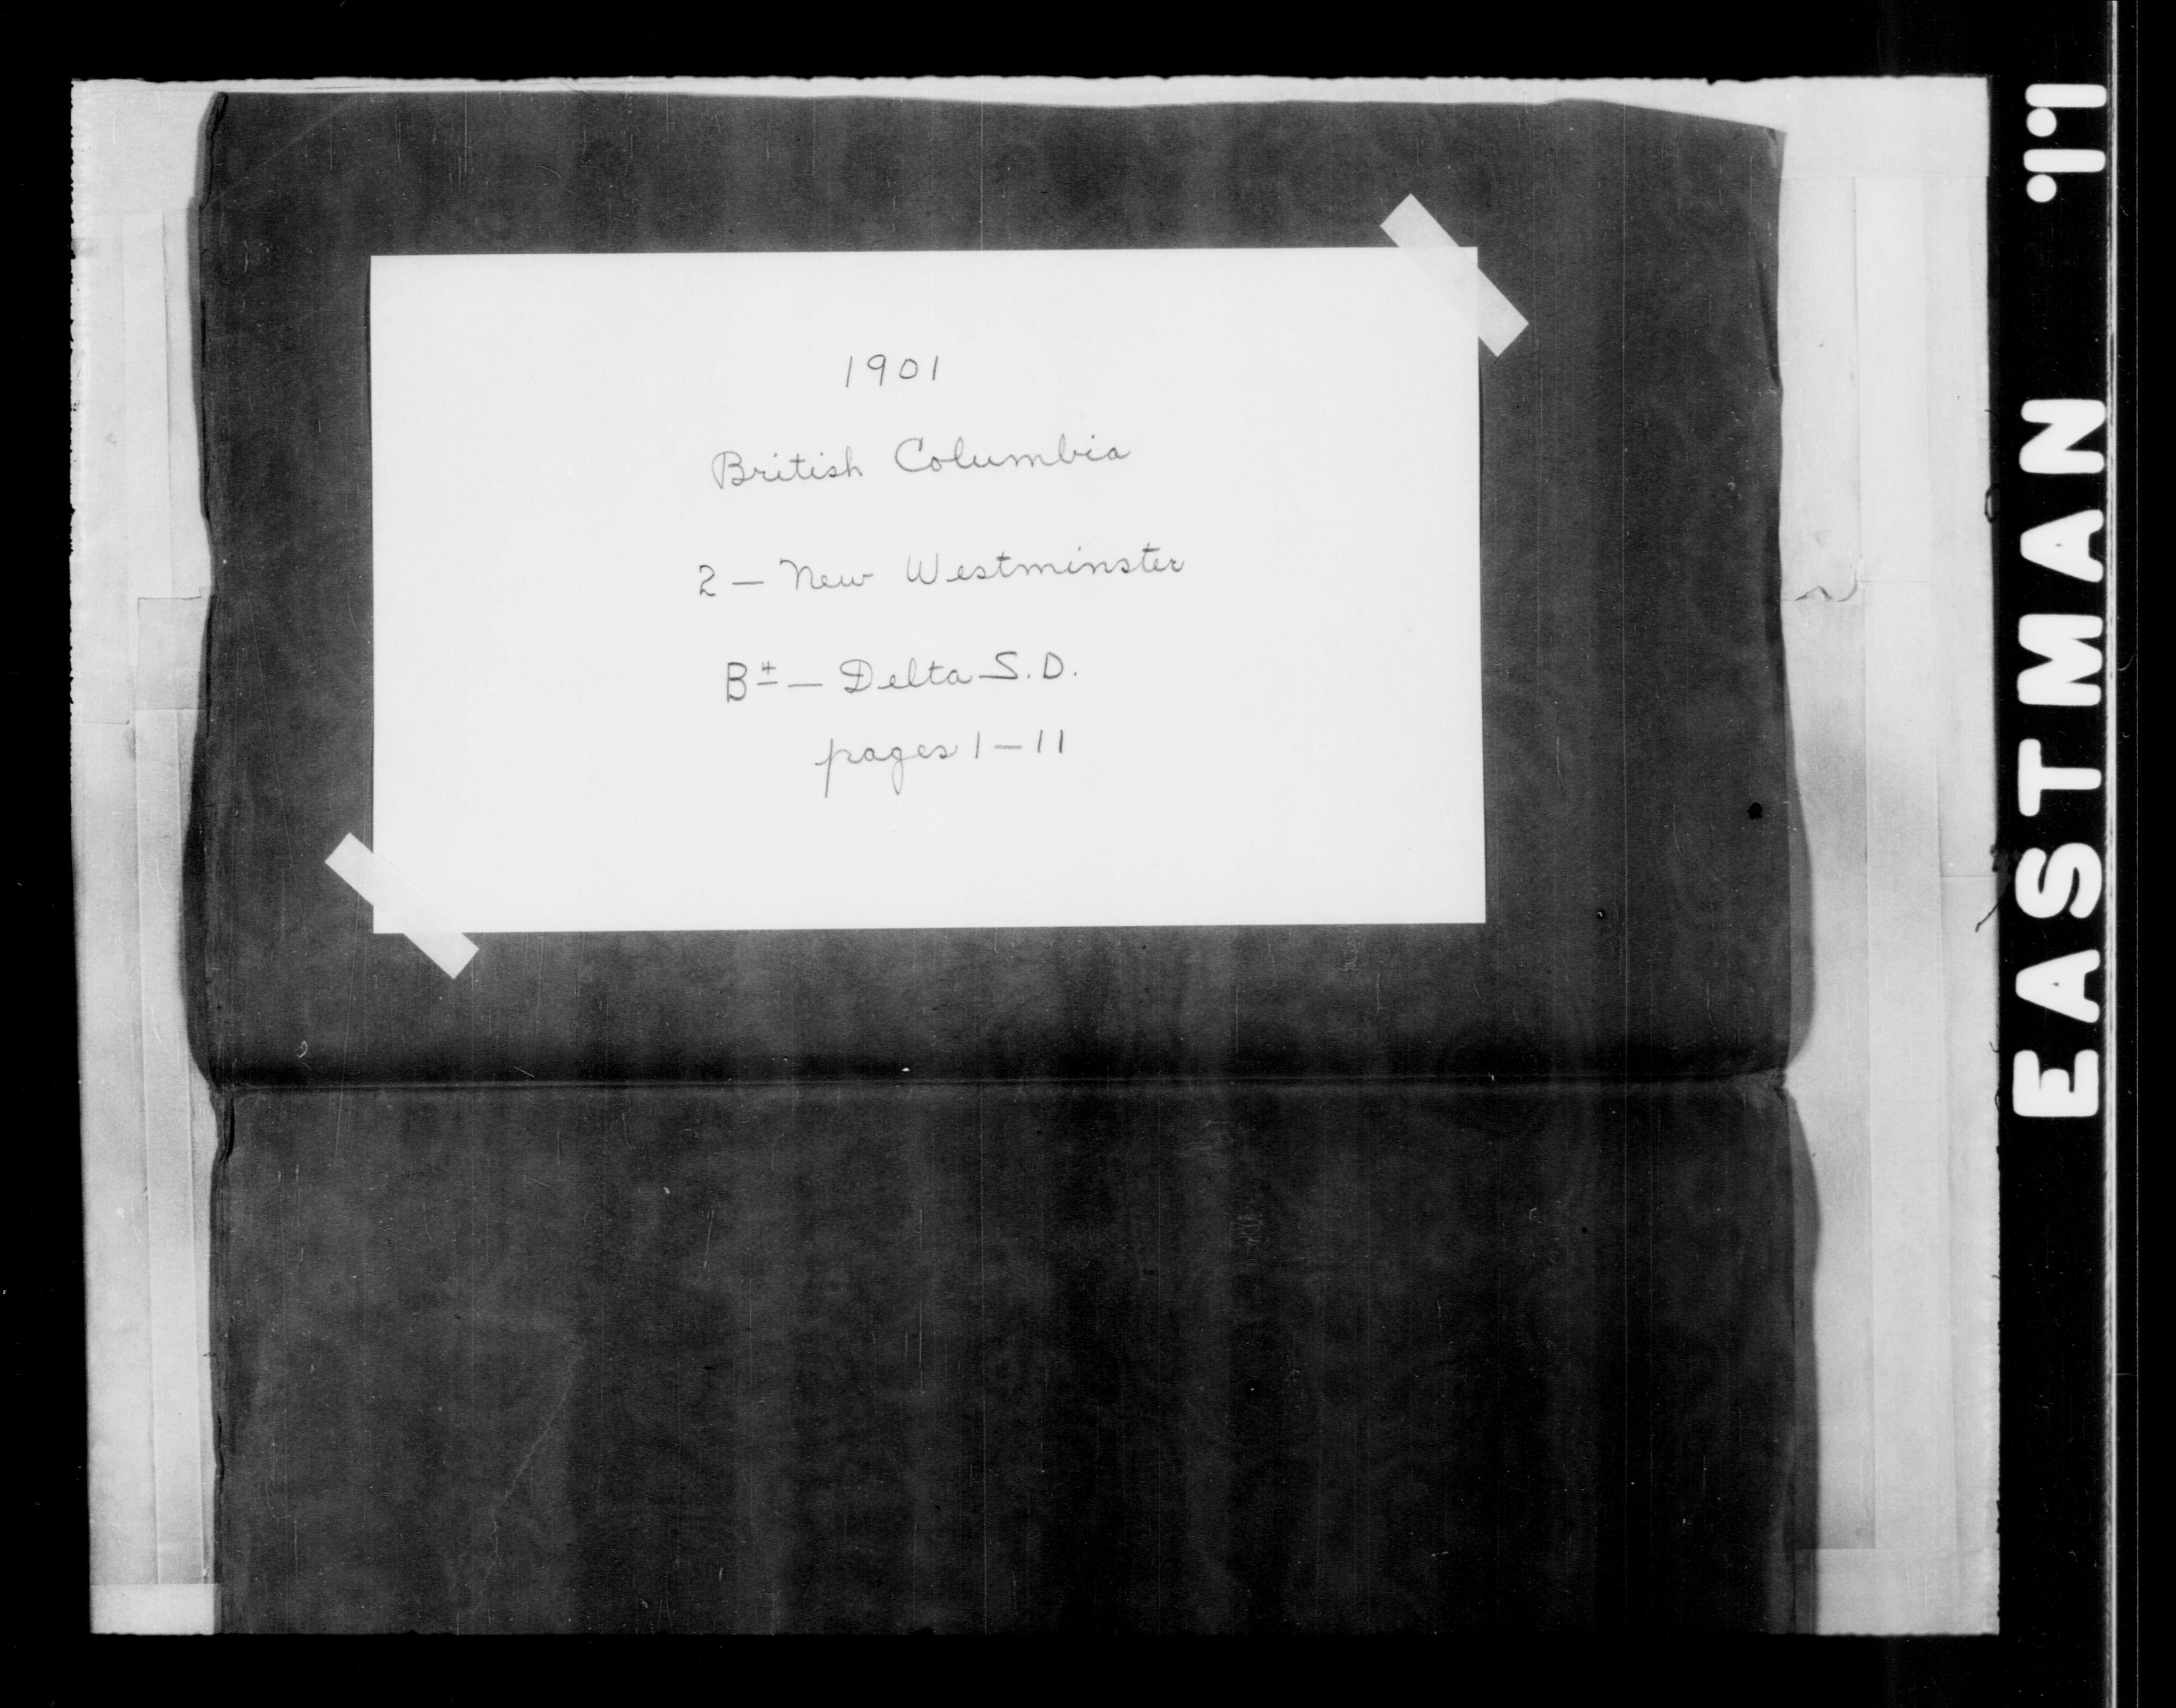 1901
British Columbia
2 — New Westminster
B⁴ — Delta S.D.
pages 1–11
EASTMAN